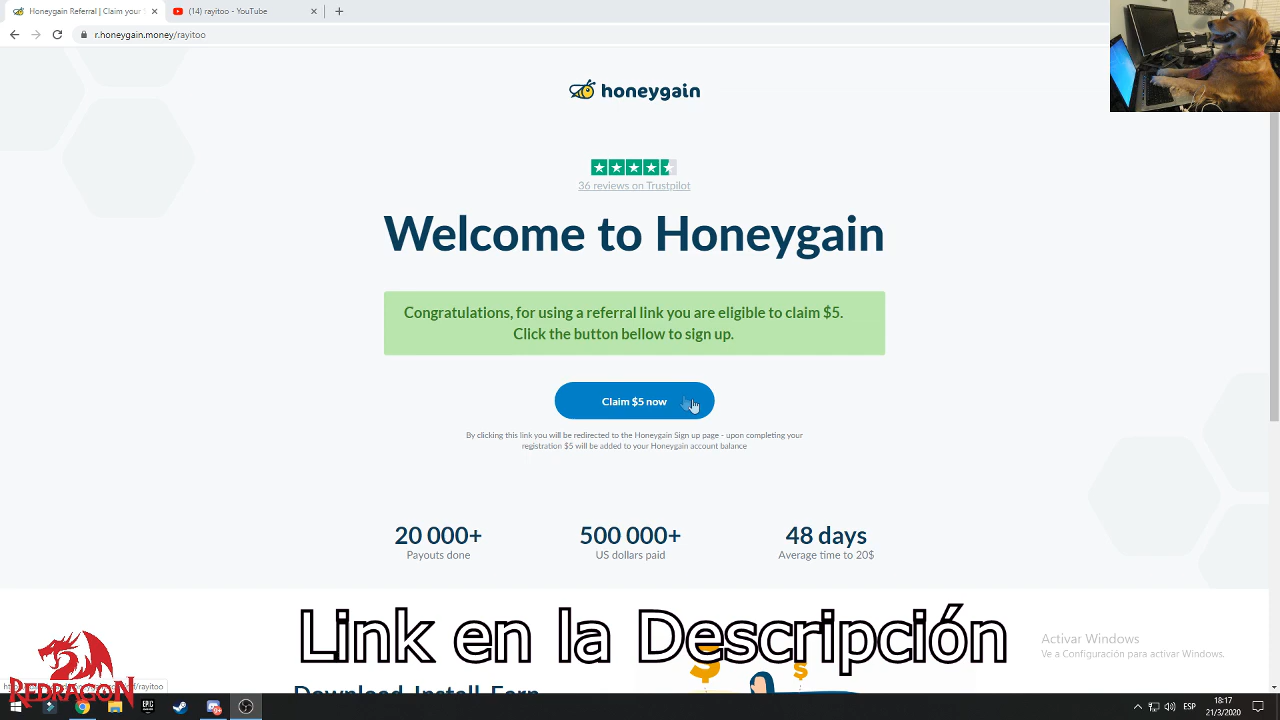 Honeygain Referral | Claim your
(14) rayitoo - YouTube
r.honeygain.money/rayitoo
honeygain
36 reviews on Trustpilot
Welcome to Honeygain
Congratulations, for using a referral link you are eligible to claim $5.
Click the button bellow to sign up.
Claim $5 now
By clicking this link you will be redirected to the Honeygain Sign up page - upon completing your
registration $5 will be added to your Honeygain account balance
20 000+
Payouts done
500 000+
US dollars paid
48 days
Average time to 20$
Link en la Descripción
Activar Windows
Ve a Configuración para activar Windows.
Download. Install. Earn
REDRAGON
EPIC
ESP
18:17
21/3/2020